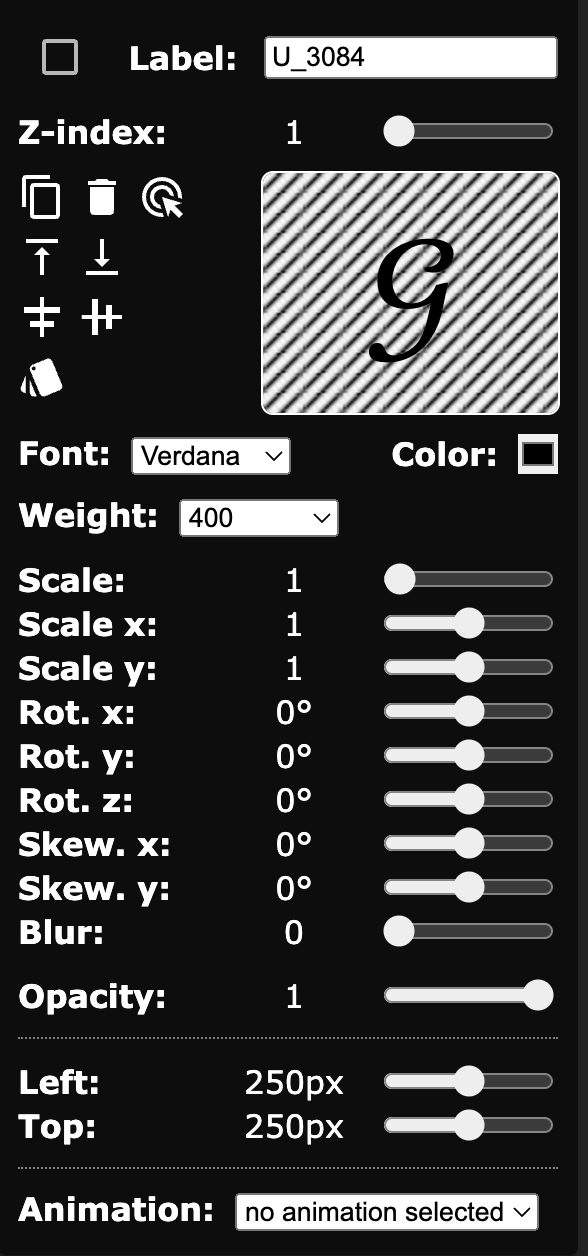 Label: U_3084
Z-index: 1
𝒢
Font: Verdana Color:
Weight: 400
Scale: 1
Scale x: 1
Scale y: 1
Rot. x: 0°
Rot. y: 0°
Rot. z: 0°
Skew. x: 0°
Skew. y: 0°
Blur: 0
Opacity: 1
Left: 250px
Top: 250px
Animation: no animation selected